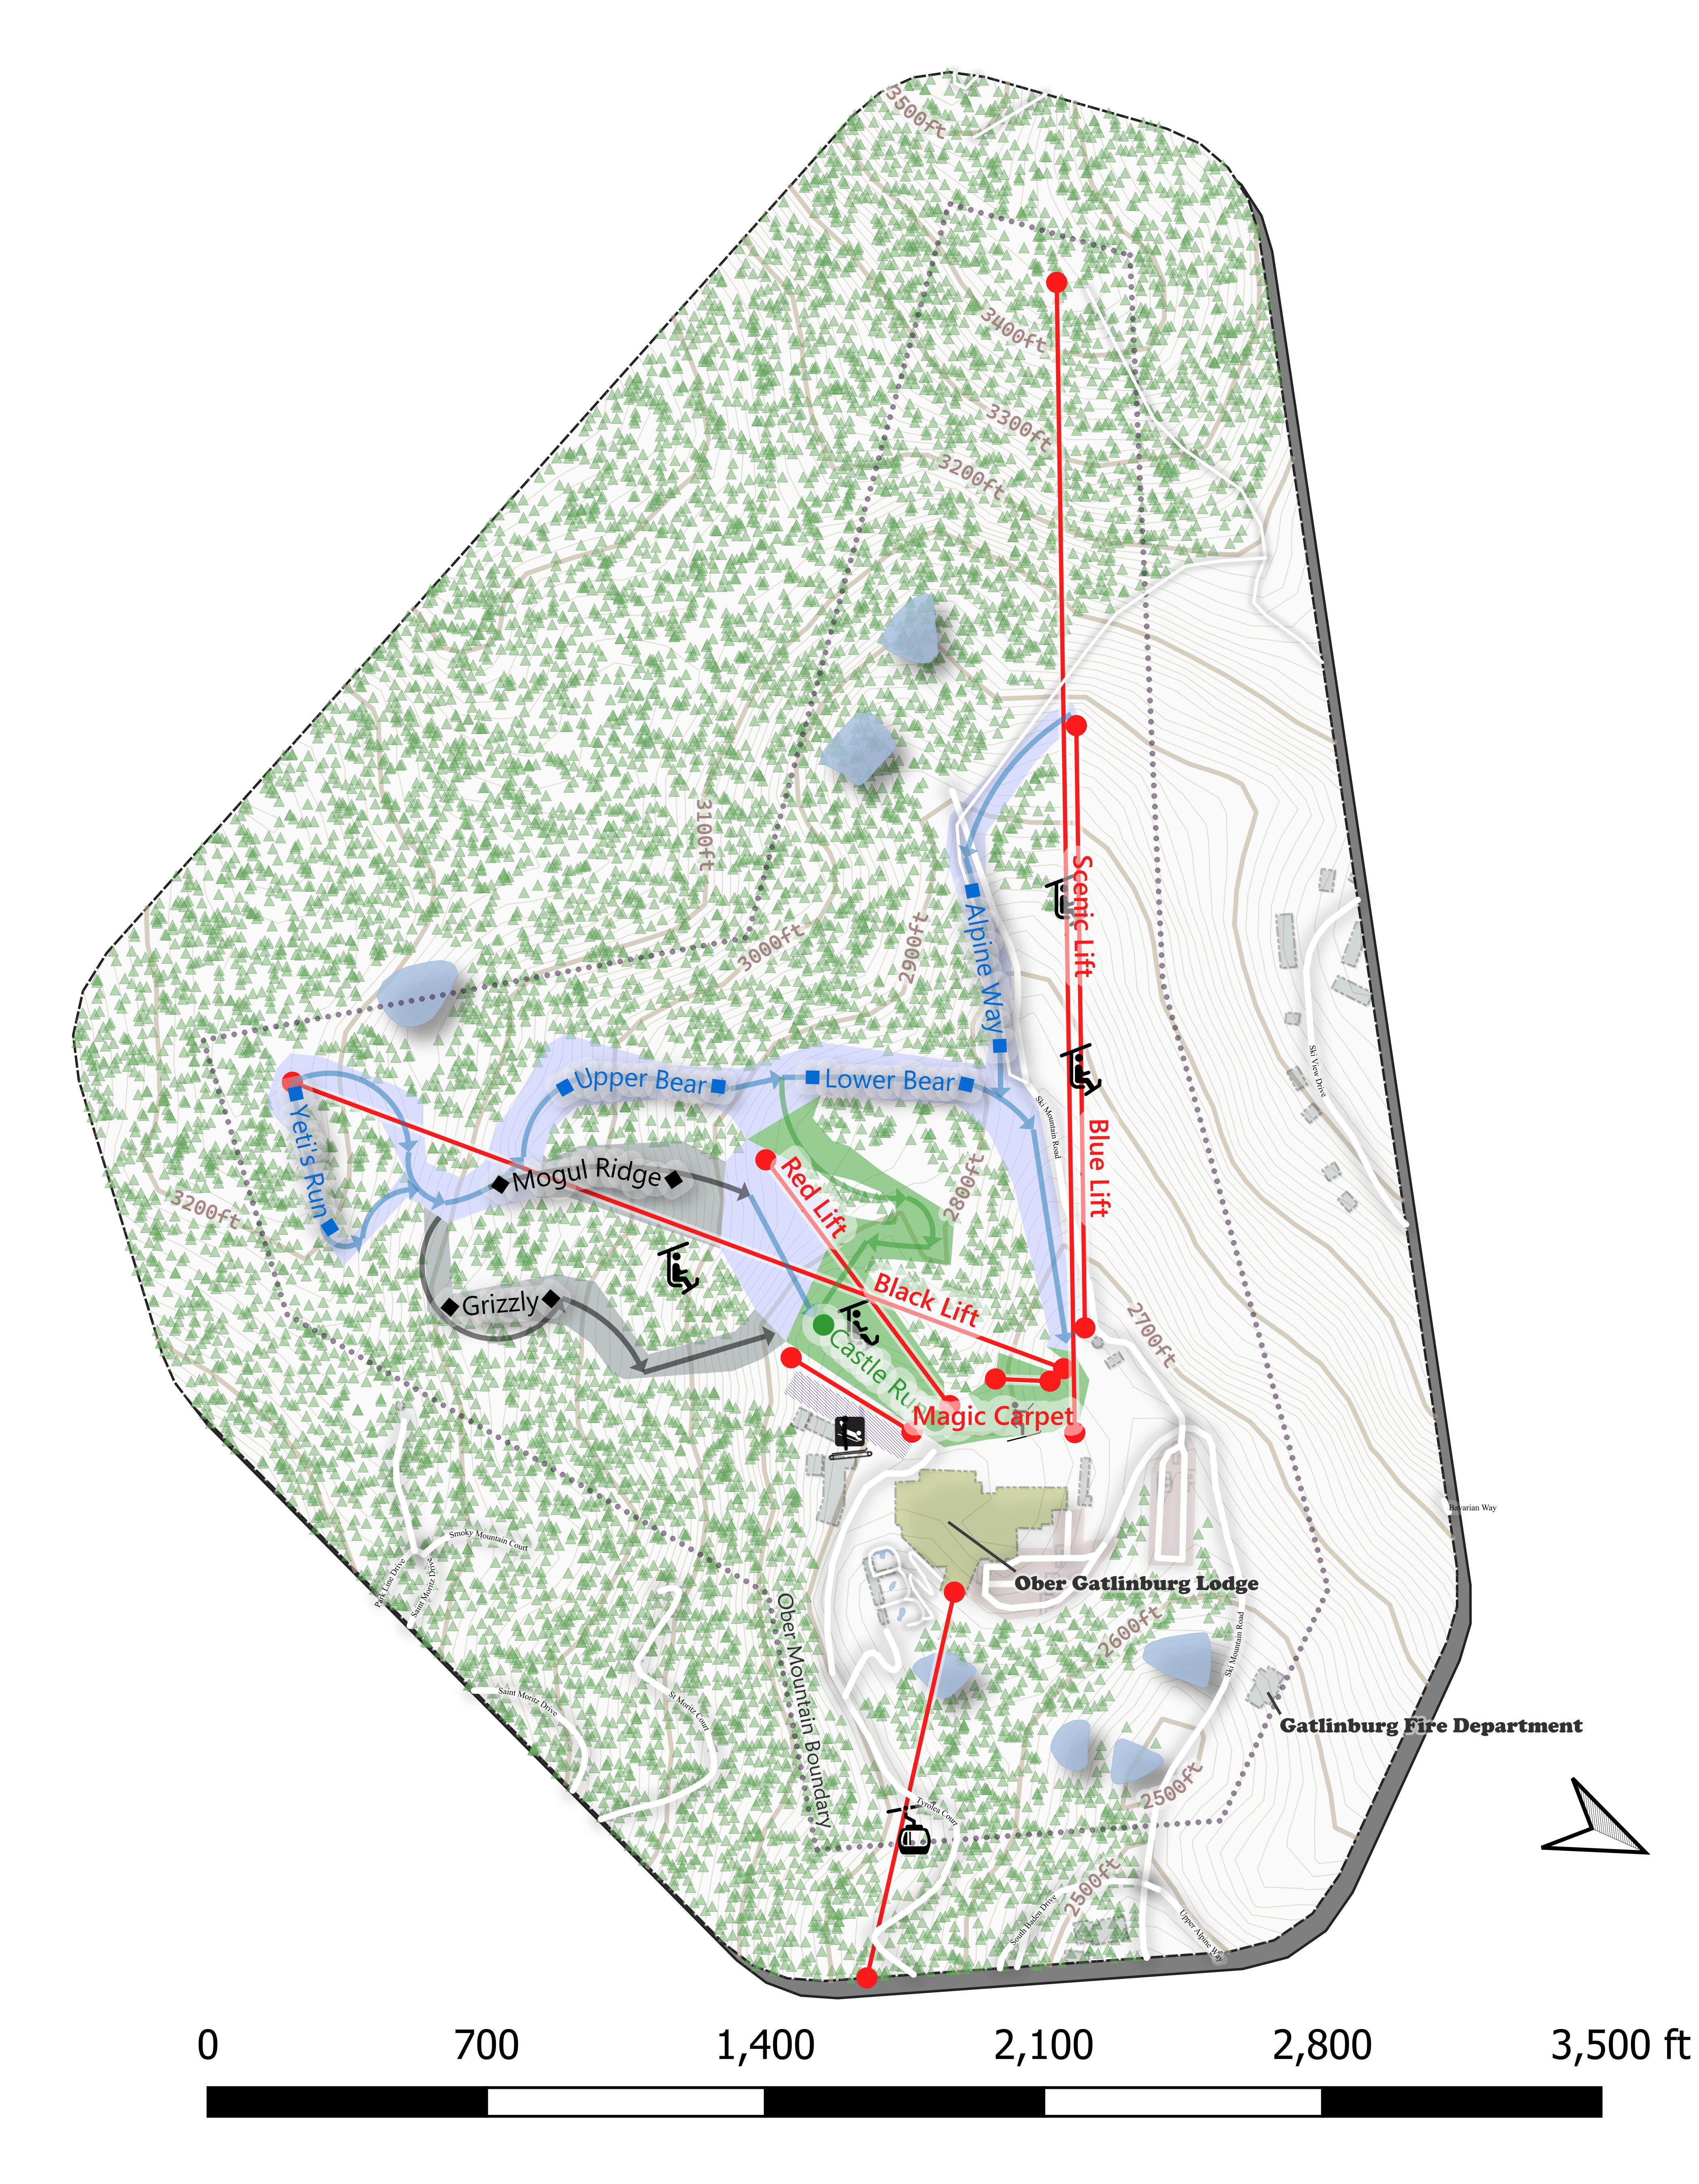 3500ft
3400ft
3300ft
3200ft
Scenic Lift
3100ft
2900ft
3000ft
Alpine Way
Ski View Drive
Upper Bear
Lower Bear
Ski Mountain Road
Yeti's Run
Blue Lift
Mogul Ridge
Red Lift
2800ft
3200ft
Grizzly
Black Lift
2700ft
Castle Run
Magic Carpet
Bavarian Way
Smoky Mountain Court
Park Line Drive
Saint Moritz Drive
Ober Gatlinburg Lodge
Ober Mountain Boundary
2600ft
Ski Mountain Road
Saint Moritz Drive
St Moritz Court
Gatlinburg Fire Department
2500ft
Tyrolea Court
2500ft
South Baden Drive
Upper Alpine Way
0 700 1,400 2,100 2,800 3,500 ft